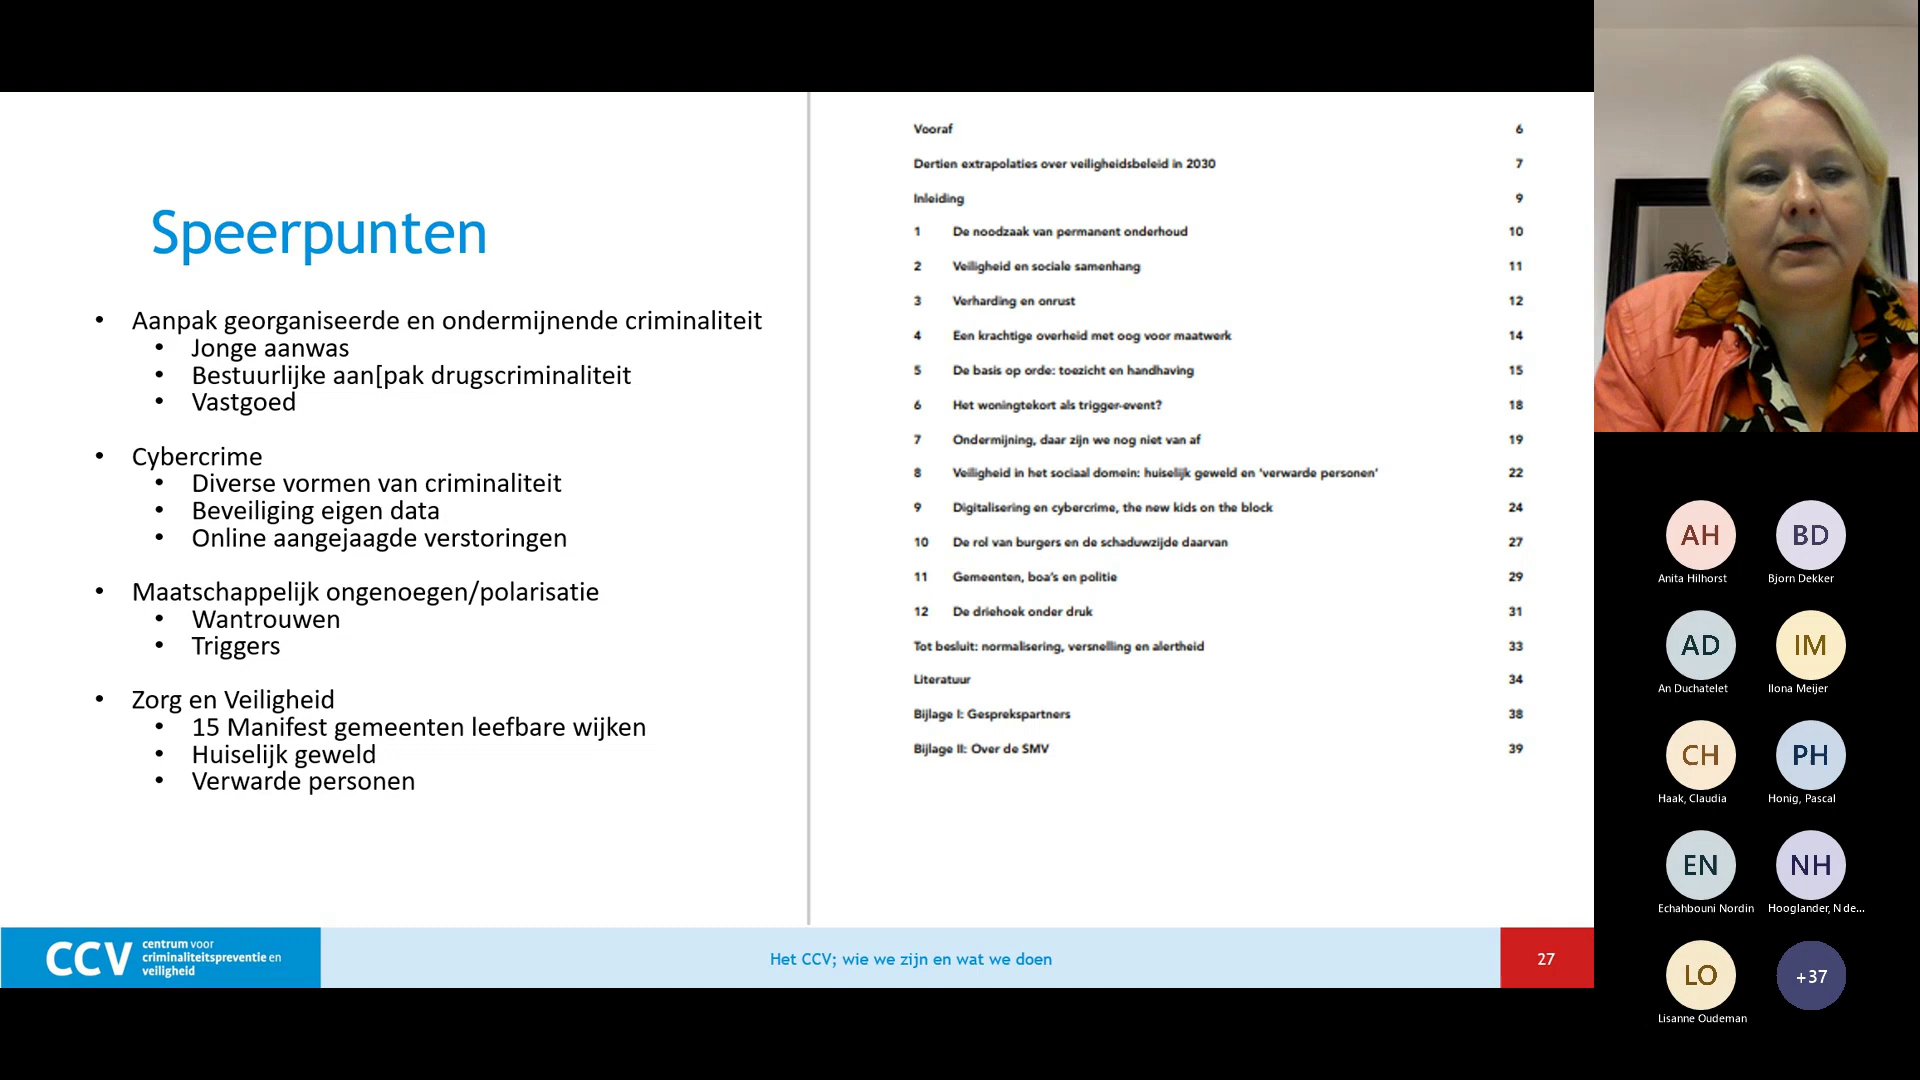 Speerpunten
• Aanpak georganiseerde en ondermijnende criminaliteit
• Jonge aanwas
• Bestuurlijke aan[pak drugscriminaliteit
• Vastgoed
• Cybercrime
• Diverse vormen van criminaliteit
• Beveiliging eigen data
• Online aangejaagde verstoringen
• Maatschappelijk ongenoegen/polarisatie
• Wantrouwen
• Triggers
• Zorg en Veiligheid
• 15 Manifest gemeenten leefbare wijken
• Huiselijk geweld
• Verwarde personen
Vooraf 6
Dertien extrapolaties over veiligheidsbeleid in 2030 7
Inleiding 9
1 De noodzaak van permanent onderhoud 10
2 Veiligheid en sociale samenhang 11
3 Verharding en onrust 12
4 Een krachtige overheid met oog voor maatwerk 14
5 De basis op orde: toezicht en handhaving 15
6 Het woningtekort als trigger-event? 18
7 Ondermijning, daar zijn we nog niet van af 19
8 Veiligheid in het sociaal domein: huiselijk geweld en 'verwarde personen' 22
9 Digitalisering en cybercrime, the new kids on the block 24
10 De rol van burgers en de schaduwzijde daarvan 27
11 Gemeenten, boa's en politie 29
12 De driehoek onder druk 31
Tot besluit: normalisering, versnelling en alertheid 33
Literatuur 34
Bijlage I: Gesprekspartners 38
Bijlage II: Over de SMV 39
CCV
centrum voor
criminaliteitspreventie en
veiligheid
Het CCV; wie we zijn en wat we doen
27
AH BD
Anita Hilhorst Bjorn Dekker
AD IM
An Duchatelet Ilona Meijer
CH PH
Haak, Claudia Honig, Pascal
EN NH
Echahbouni Nordin Hooglander, N de...
LO +37
Lisanne Oudeman